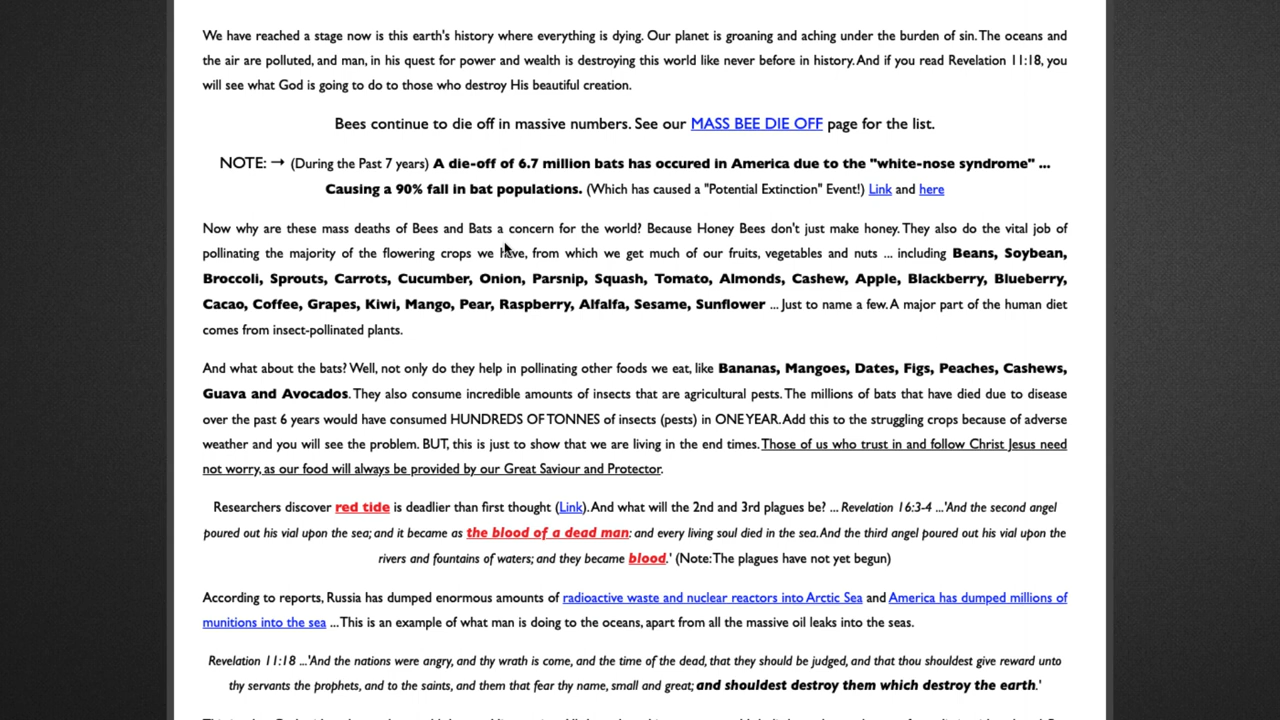 We have reached a stage now is this earth's history where everything is dying. Our planet is groaning and aching under the burden of sin. The oceans and
the air are polluted, and man, in his quest for power and wealth is destroying this world like never before in history. And if you read Revelation 11:18, you
will see what God is going to do to those who destroy His beautiful creation.
Bees continue to die off in massive numbers. See our MASS BEE DIE OFF page for the list.
NOTE: → (During the Past 7 years) A die-off of 6.7 million bats has occured in America due to the "white-nose syndrome" ...
Causing a 90% fall in bat populations. (Which has caused a "Potential Extinction" Event!) Link and here
Now why are these mass deaths of Bees and Bats a concern for the world? Because Honey Bees don't just make honey. They also do the vital job of
pollinating the majority of the flowering crops we have, from which we get much of our fruits, vegetables and nuts ... including Beans, Soybean,
Broccoli, Sprouts, Carrots, Cucumber, Onion, Parsnip, Squash, Tomato, Almonds, Cashew, Apple, Blackberry, Blueberry,
Cacao, Coffee, Grapes, Kiwi, Mango, Pear, Raspberry, Alfalfa, Sesame, Sunflower ... Just to name a few. A major part of the human diet
comes from insect-pollinated plants.
And what about the bats? Well, not only do they help in pollinating other foods we eat, like Bananas, Mangoes, Dates, Figs, Peaches, Cashews,
Guava and Avocados. They also consume incredible amounts of insects that are agricultural pests. The millions of bats that have died due to disease
over the past 6 years would have consumed HUNDREDS OF TONNES of insects (pests) in ONE YEAR. Add this to the struggling crops because of adverse
weather and you will see the problem. BUT, this is just to show that we are living in the end times. Those of us who trust in and follow Christ Jesus need
not worry, as our food will always be provided by our Great Saviour and Protector.
Researchers discover red tide is deadlier than first thought (Link). And what will the 2nd and 3rd plagues be? ... Revelation 16:3-4 ...'And the second angel
poured out his vial upon the sea; and it became as the blood of a dead man: and every living soul died in the sea. And the third angel poured out his vial upon the
rivers and fountains of waters; and they became blood.' (Note: The plagues have not yet begun)
According to reports, Russia has dumped enormous amounts of radioactive waste and nuclear reactors into Arctic Sea and America has dumped millions of
munitions into the sea ... This is an example of what man is doing to the oceans, apart from all the massive oil leaks into the seas.
Revelation 11:18 ...'And the nations were angry, and thy wrath is come, and the time of the dead, that they should be judged, and that thou shouldest give reward unto
thy servants the prophets, and to the saints, and them that fear thy name, small and great; and shouldest destroy them which destroy the earth.'